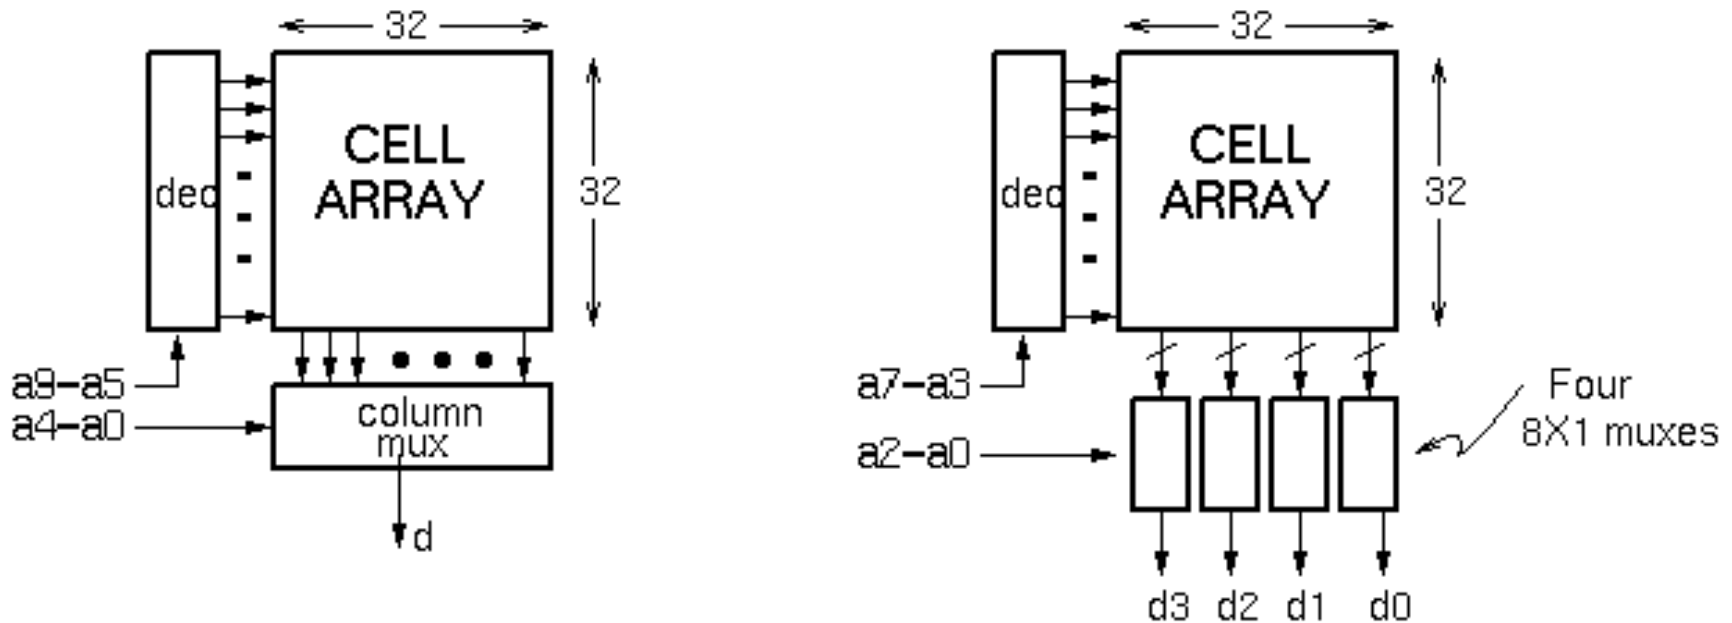 32
CELL
ARRAY
dec
32
a9-a5
a4-a0
column
mux
d
32
CELL
ARRAY
dec
32
a7-a3
a2-a0
Four
8X1 muxes
d3 d2 d1 d0